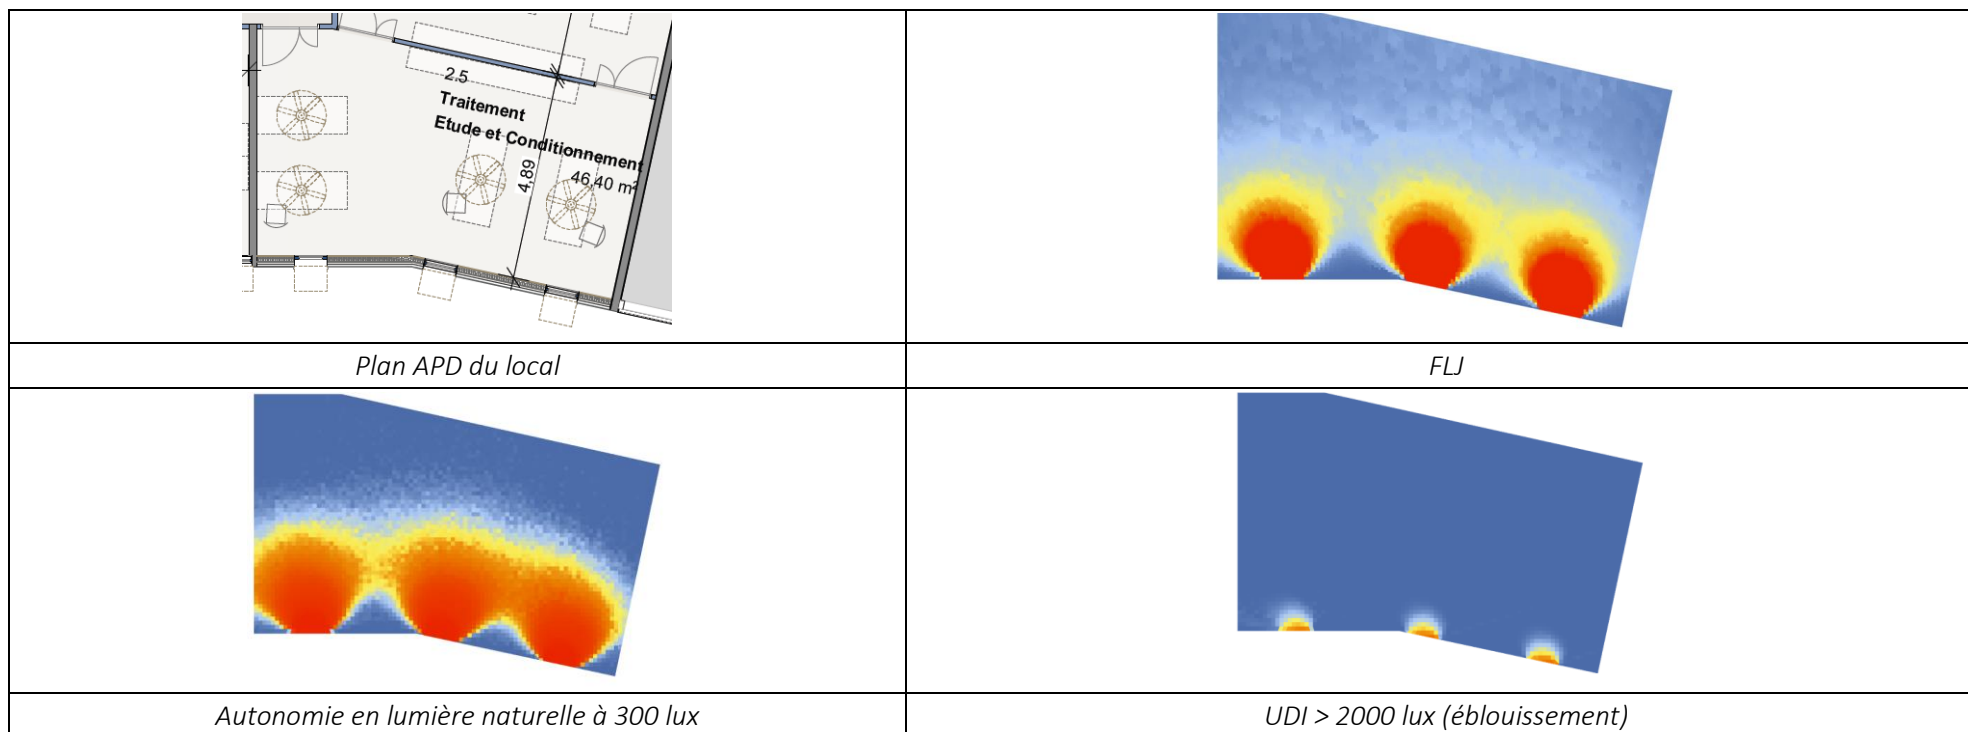 2.5
Traitement
Etude et Conditionnement
46,40 m²
4,89
Plan APD du local
FLJ
Autonomie en lumière naturelle à 300 lux
UDI > 2000 lux (éblouissement)